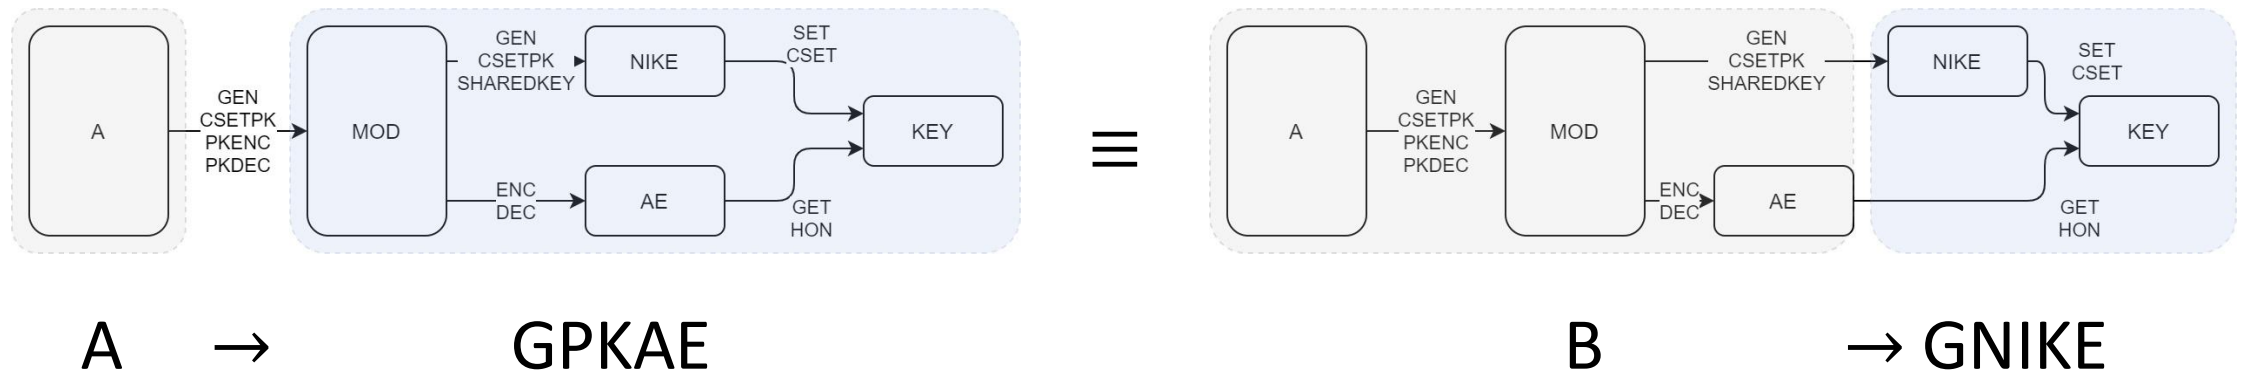 A
GEN
CSETPK
PKENC
PKDEC
MOD
GEN
CSETPK
SHAREDKEY
NIKE
SET
CSET
ENC
DEC
AE
GET
HON
KEY
≡
A
GEN
CSETPK
PKENC
PKDEC
MOD
GEN
CSETPK
SHAREDKEY
NIKE
SET
CSET
ENC
DEC
AE
GET
HON
KEY
A → GPKAE
B → GNIKE